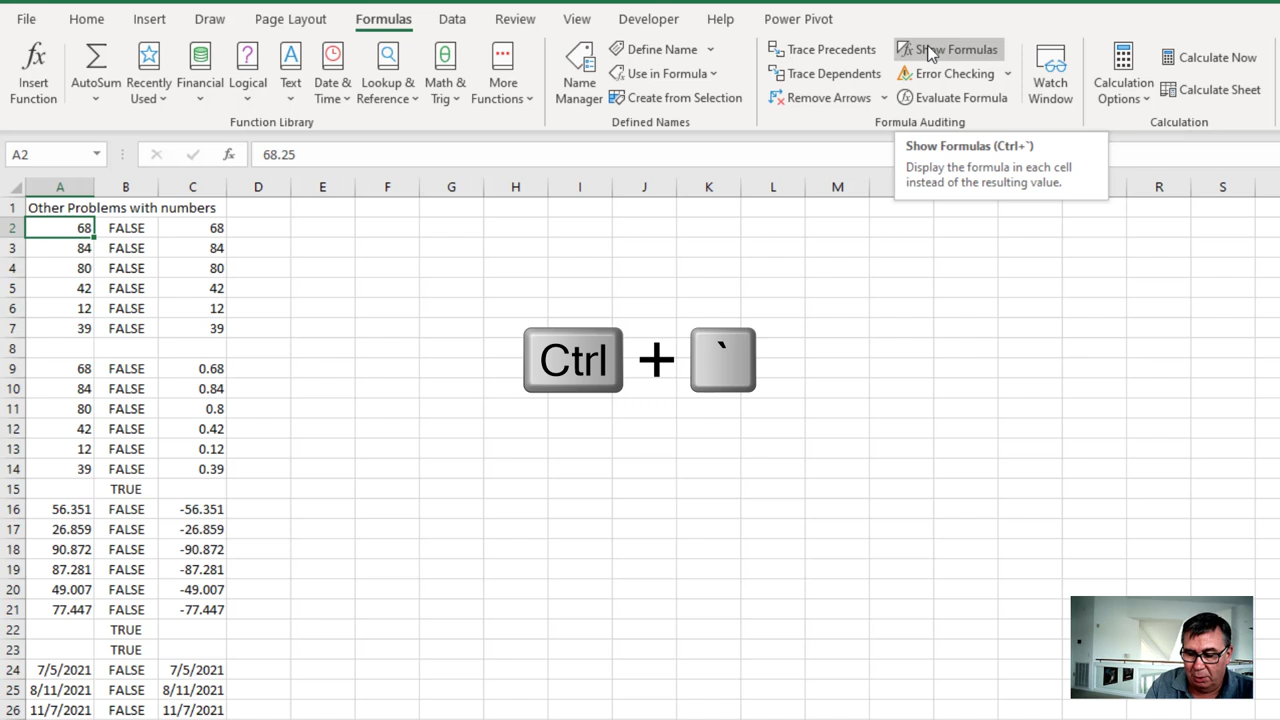 File Home Insert Draw Page Layout Formulas Data Review View Developer Help Power Pivot
Insert Function
AutoSum
Recently Used
Financial
Logical
Text
Date & Time
Lookup & Reference
Math & Trig
More Functions
Function Library
Name Manager
Define Name
Use in Formula
Create from Selection
Defined Names
Trace Precedents
Trace Dependents
Remove Arrows
Show Formulas
Error Checking
Evaluate Formula
Formula Auditing
Watch Window
Calculation Options
Calculate Now
Calculate Sheet
Calculation
A2 fx 68.25
Show Formulas (Ctrl+`)
Display the formula in each cell
instead of the resulting value.
A B C D E F G H I J K L M R S
1 Other Problems with numbers
2 68 FALSE 68
3 84 FALSE 84
4 80 FALSE 80
5 42 FALSE 42
6 12 FALSE 12
7 39 FALSE 39
8
9 68 FALSE 0.68
10 84 FALSE 0.84
11 80 FALSE 0.8
12 42 FALSE 0.42
13 12 FALSE 0.12
14 39 FALSE 0.39
15 TRUE
16 56.351 FALSE -56.351
17 26.859 FALSE -26.859
18 90.872 FALSE -90.872
19 87.281 FALSE -87.281
20 49.007 FALSE -49.007
21 77.447 FALSE -77.447
22 TRUE
23 TRUE
24 7/5/2021 FALSE 7/5/2021
25 8/11/2021 FALSE 8/11/2021
26 11/7/2021 FALSE 11/7/2021
Ctrl + `